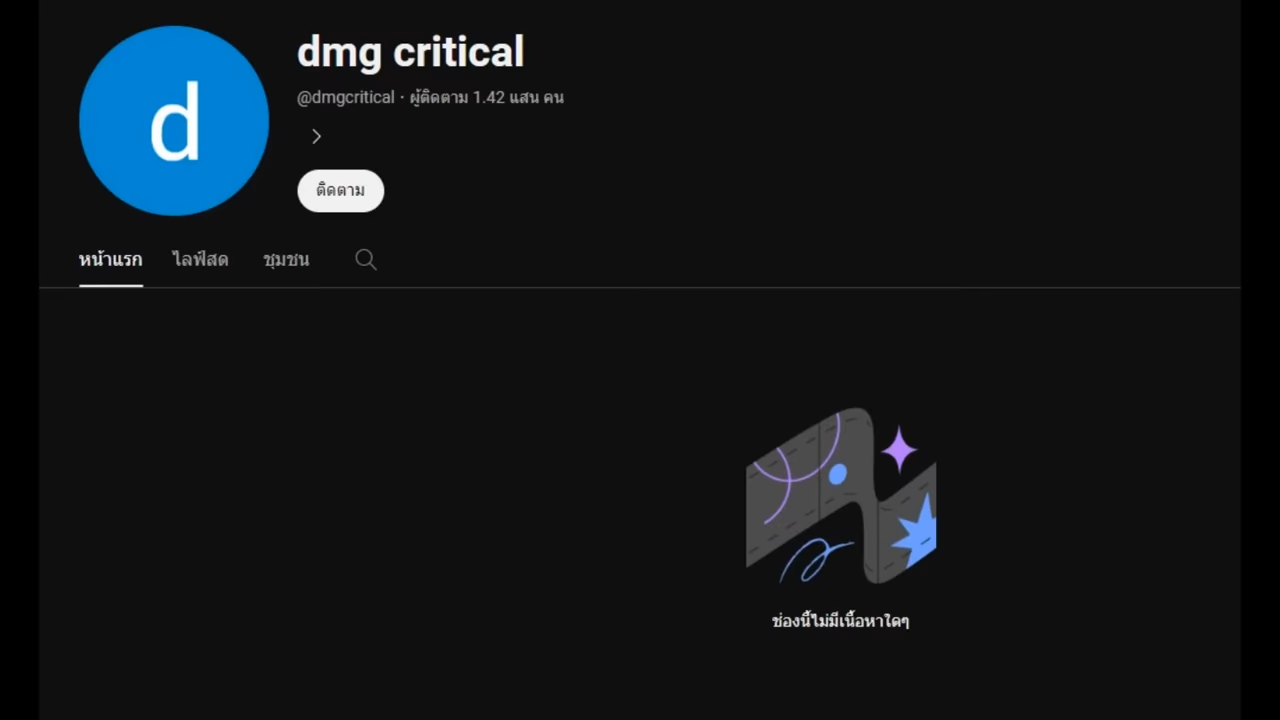 d
dmg critical
@dmgcritical · ผู้ติดตาม 1.42 แสน คน
ติดตาม
หน้าแรก ไลฟ์สด ชุมชน
ช่องนี้ไม่มีเนื้อหาใดๆ